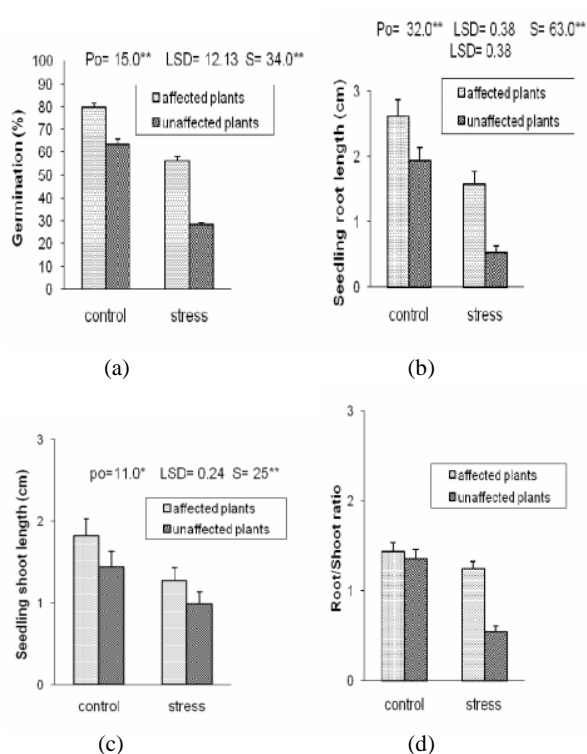 Po= 15.0** LSD= 12.13 S= 34.0**
100
90
80
70
60
50
40
30
20
10
0
Germination (%)
affected plants
unaffected plants
control stress
(a)
Po= 32.0** LSD= 0.38 S= 63.0**
LSD= 0.38
3
2
1
0
Seedling root length (cm)
affected plants
unaffected plants
control stress
(b)
po=11.0* LSD= 0.24 S= 25**
3
2
1
0
Seedling shoot length (cm)
affected plants
unaffected plants
control stress
(c)
3
2
1
0
Root/Shoot ratio
affected plants
unaffected plants
control stress
(d)